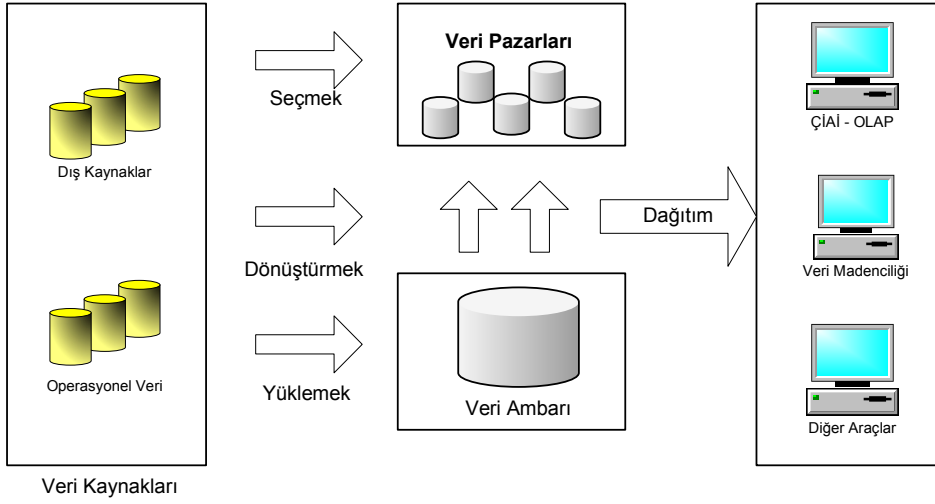 Veri Pazarları
Seçmek
Dış Kaynaklar
ÇİAİ - OLAP
Dağıtım
Dönüştürmek
Veri Madenciliği
Operasyonel Veri
Yüklemek
Veri Ambarı
Diğer Araçlar
Veri Kaynakları